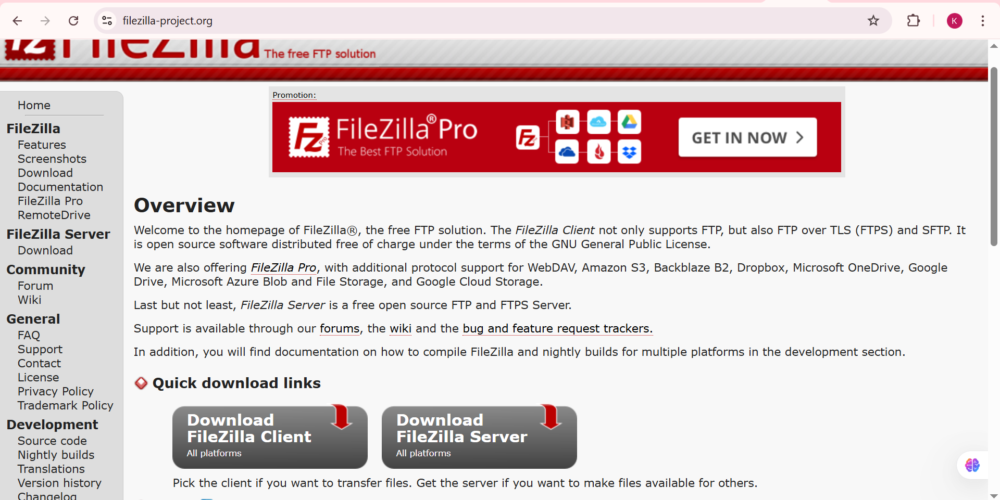 filezilla-project.org
K
FileZilla The free FTP solution
Home
FileZilla
Features
Screenshots
Download
Documentation
FileZilla Pro
RemoteDrive
FileZilla Server
Download
Community
Forum
Wiki
General
FAQ
Support
Contact
License
Privacy Policy
Trademark Policy
Development
Source code
Nightly builds
Translations
Version history
Changelog
Promotion:
Fz Pro
FileZilla® Pro
The Best FTP Solution
Fz
GET IN NOW
Overview
Welcome to the homepage of FileZilla®, the free FTP solution. The FileZilla Client not only supports FTP, but also FTP over TLS (FTPS) and SFTP. It
is open source software distributed free of charge under the terms of the GNU General Public License.
We are also offering FileZilla Pro, with additional protocol support for WebDAV, Amazon S3, Backblaze B2, Dropbox, Microsoft OneDrive, Google
Drive, Microsoft Azure Blob and File Storage, and Google Cloud Storage.
Last but not least, FileZilla Server is a free open source FTP and FTPS Server.
Support is available through our forums, the wiki and the bug and feature request trackers.
In addition, you will find documentation on how to compile FileZilla and nightly builds for multiple platforms in the development section.
Quick download links
Download
FileZilla Client
All platforms
Download
FileZilla Server
All platforms
Pick the client if you want to transfer files. Get the server if you want to make files available for others.